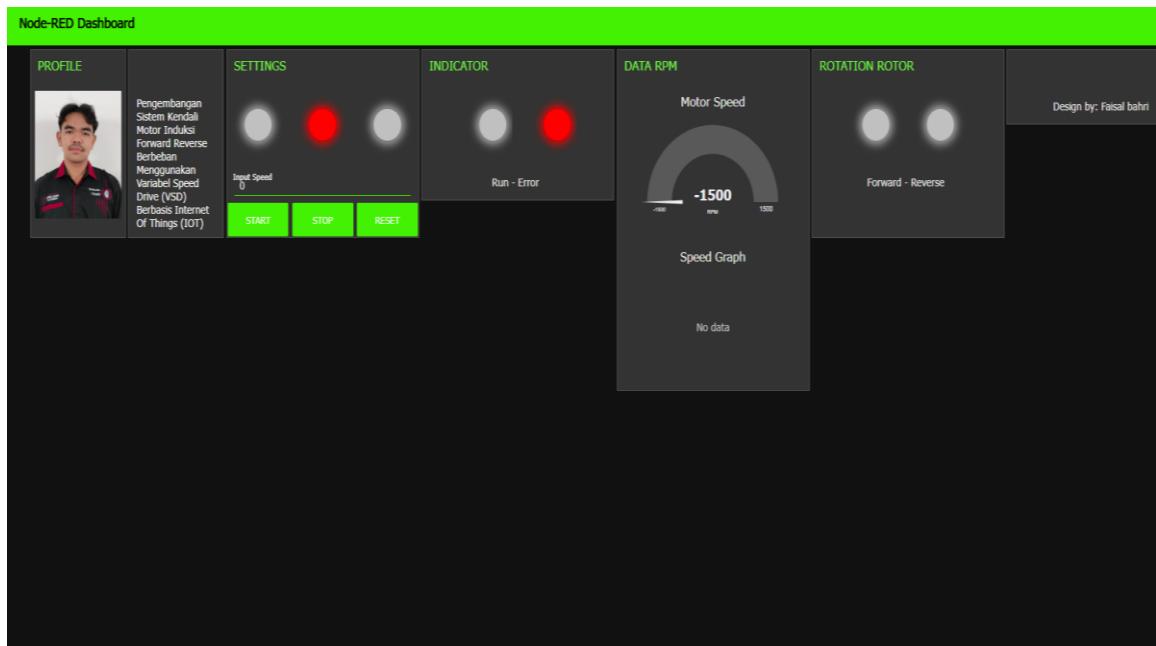 Node-RED Dashboard
PROFILE
Pengembangan
Sistem Kendali
Motor Induksi
Forward Reverse
Berbeban
Menggunakan
Variabel Speed
Drive (VSD)
Berbasis Internet
Of Things (IOT)
SETTINGS
Input Speed
0
START STOP RESET
INDICATOR
Run - Error
DATA RPM
Motor Speed
-1500
-1500 RPM 1500
Speed Graph
No data
ROTATION ROTOR
Forward - Reverse
Design by: Faisal bahri